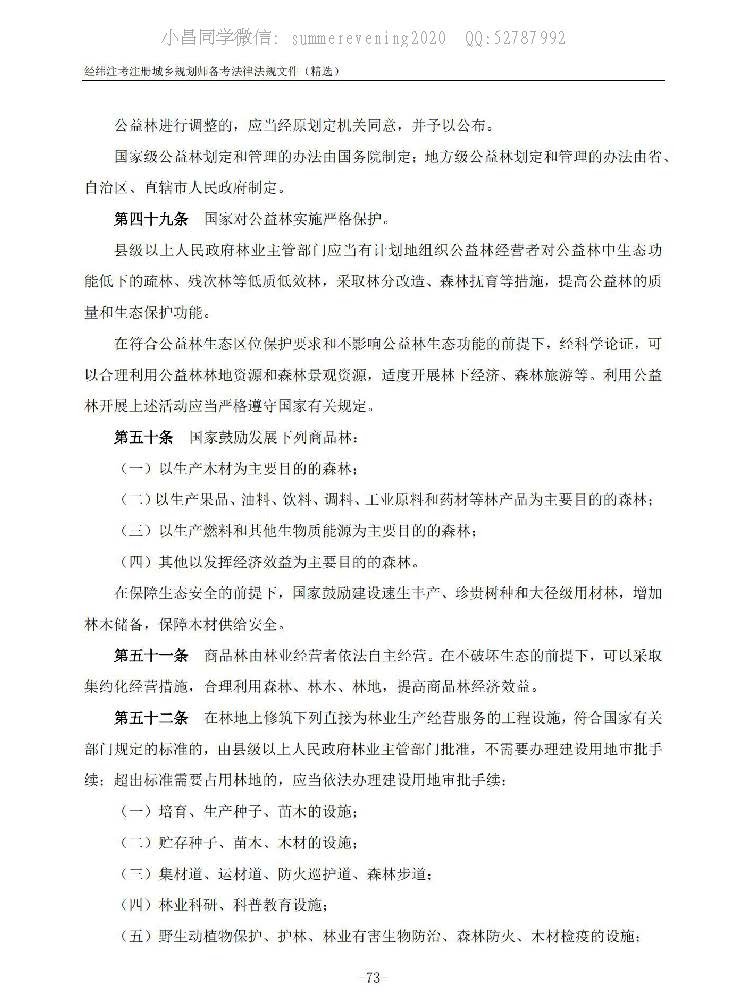 小昌同学微信: summerevening2020 QQ:52787992
经纬注考注册城乡规划师备考法律法规文件（精选）
公益林进行调整的，应当经原划定机关同意，并予以公布。
国家级公益林划定和管理的办法由国务院制定；地方级公益林划定和管理的办法由省、
自治区、直辖市人民政府制定。
第四十九条 国家对公益林实施严格保护。
县级以上人民政府林业主管部门应当有计划地组织公益林经营者对公益林中生态功
能低下的疏林、残次林等低质低效林，采取林分改造、森林抚育等措施，提高公益林的质
量和生态保护功能。
在符合公益林生态区位保护要求和不影响公益林生态功能的前提下，经科学论证，可
以合理利用公益林林地资源和森林景观资源，适度开展林下经济、森林旅游等。利用公益
林开展上述活动应当严格遵守国家有关规定。
第五十条 国家鼓励发展下列商品林：
（一）以生产木材为主要目的的森林；
（二）以生产果品、油料、饮料、调料、工业原料和药材等林产品为主要目的的森林；
（三）以生产燃料和其他生物质能源为主要目的的森林；
（四）其他以发挥经济效益为主要目的的森林。
在保障生态安全的前提下，国家鼓励建设速生丰产、珍贵树种和大径级用材林，增加
林木储备，保障木材供给安全。
第五十一条 商品林由林业经营者依法自主经营。在不破坏生态的前提下，可以采取
集约化经营措施，合理利用森林、林木、林地，提高商品林经济效益。
第五十二条 在林地上修筑下列直接为林业生产经营服务的工程设施，符合国家有关
部门规定的标准的，由县级以上人民政府林业主管部门批准，不需要办理建设用地审批手
续；超出标准需要占用林地的，应当依法办理建设用地审批手续：
（一）培育、生产种子、苗木的设施；
（二）贮存种子、苗木、木材的设施；
（三）集材道、运材道、防火巡护道、森林步道；
（四）林业科研、科普教育设施；
（五）野生动植物保护、护林、林业有害生物防治、森林防火、木材检疫的设施；
-73-